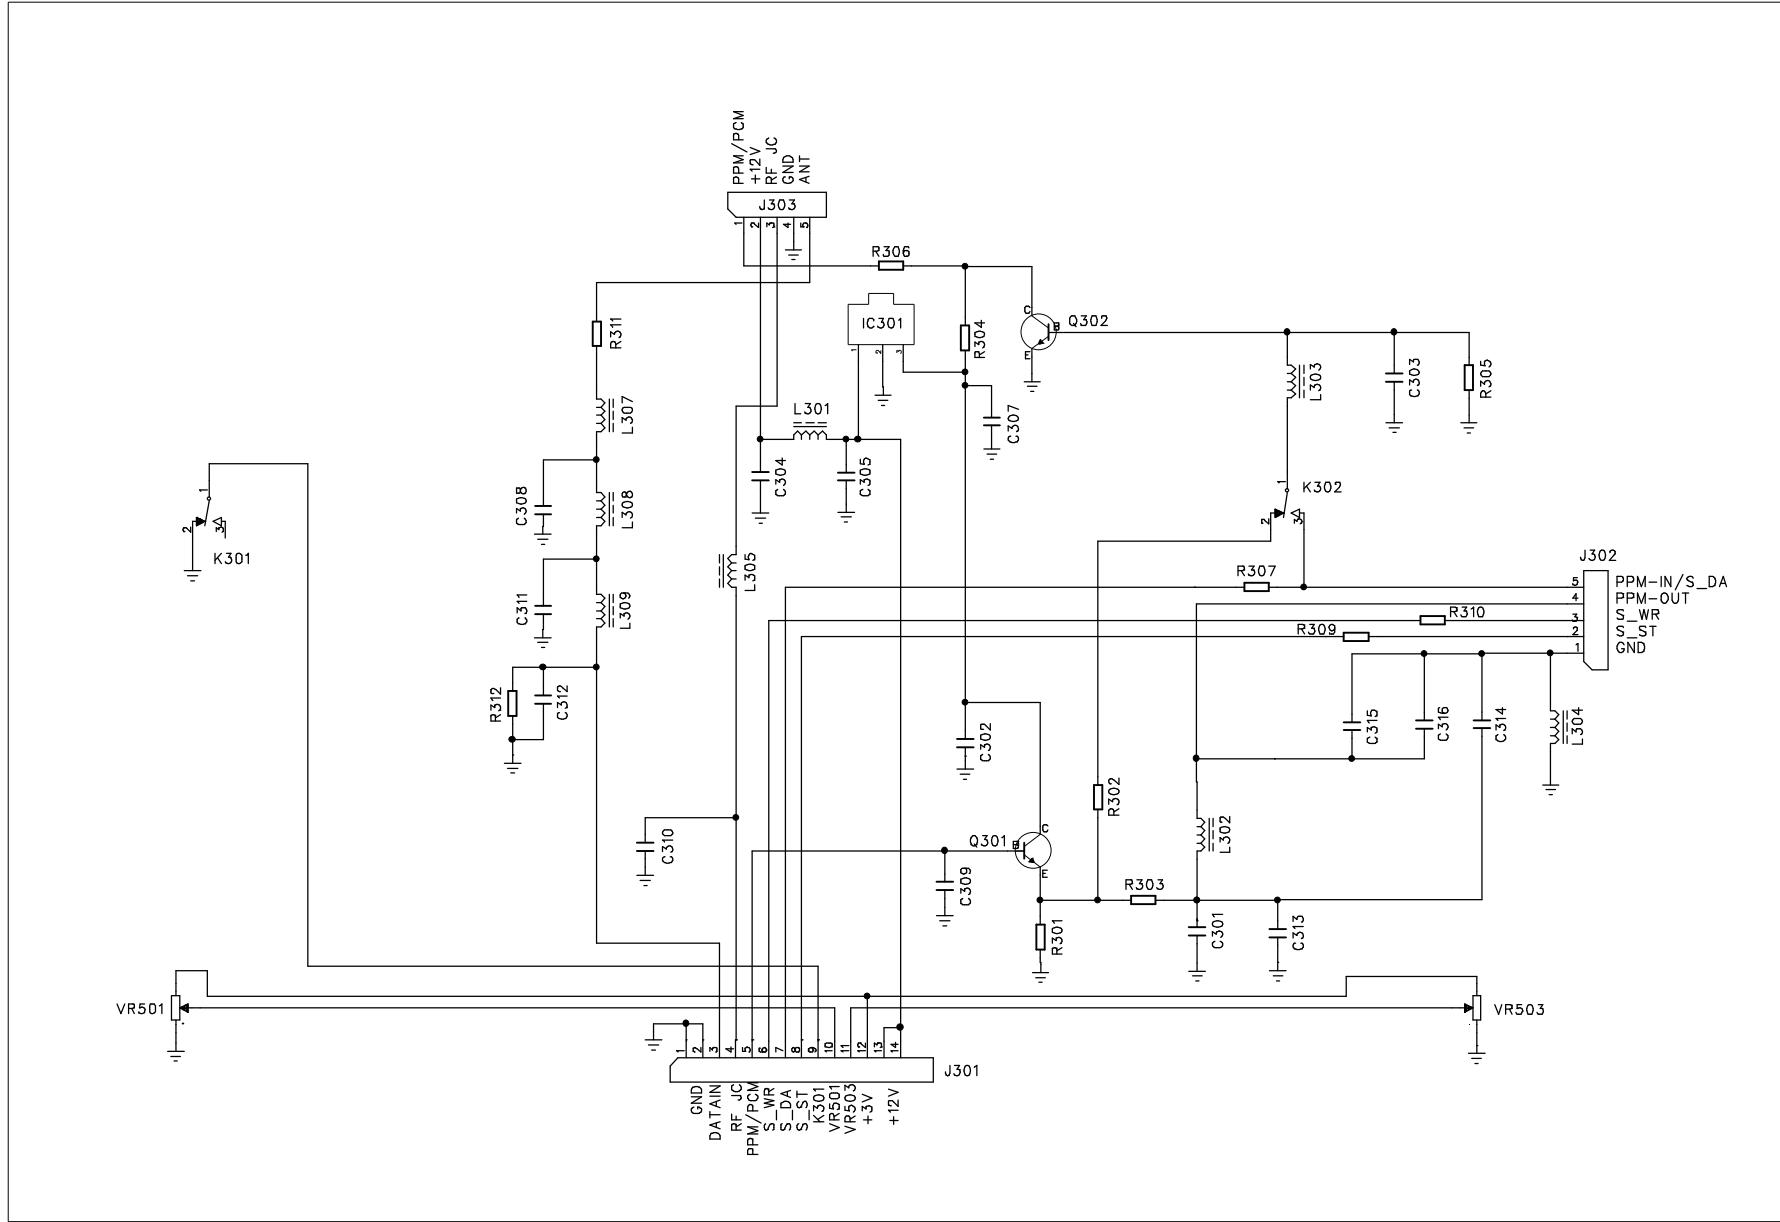 PPM/PCM
+12V
RF JC
GND
ANT
J303
1
2
3
4
5
R306
R311
IC301
1
2
3
R304
C
B
E
Q302
L303
C303
R305
L307
L301
C307
C304
C305
C308
L308
1
2
3
K301
1
2
3
K302
L305
C311
L309
R307
J302
5
4
3
2
1
PPM-IN/S_DA
PPM-OUT
S_WR
S_ST
GND
R310
R309
R312
C312
C302
C315
C316
C314
L304
R302
L302
C310
Q301
B
C
E
C309
R303
R301
C301
C313
VR501
VR503
1
2
3
4
5
6
7
8
9
10
11
12
13
14
J301
GND
DATAIN
RF JC
PPM/PCM
S_WR
S_DA
S_ST
K301
VR501
VR503
+3V
+12V